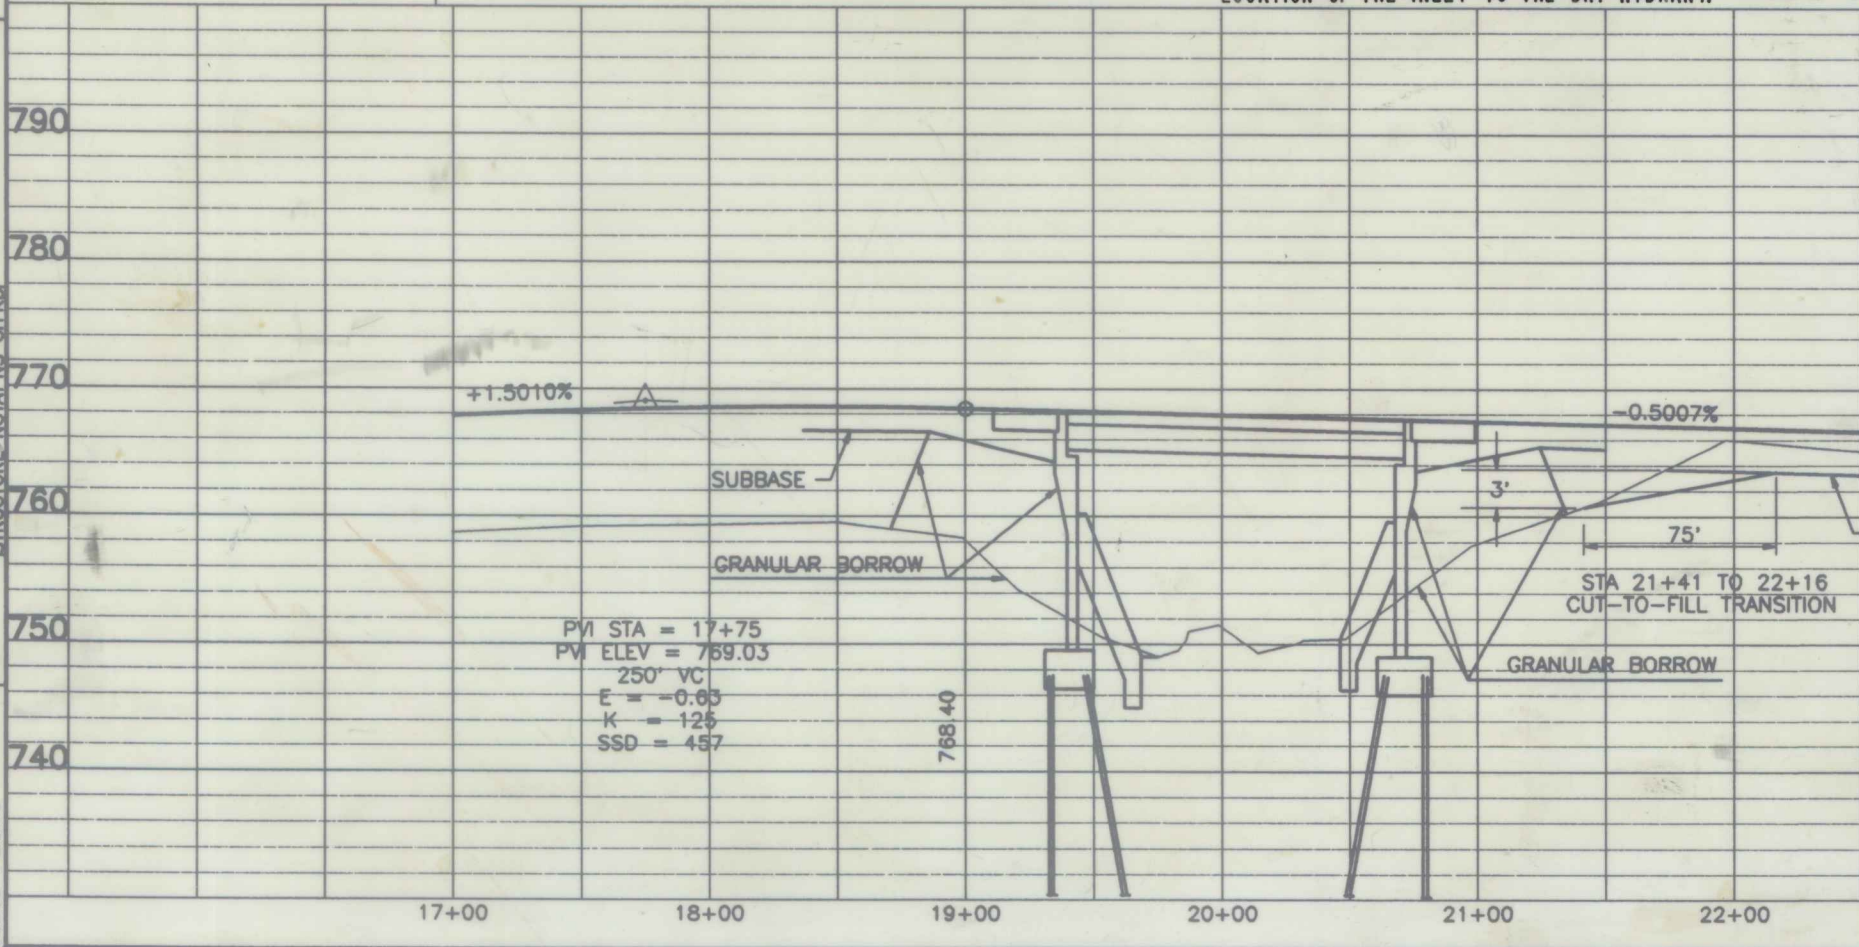 790
780
770
760
750
740
+1.5010%
-0.5007%
SUBBASE
3'
75'
GRANULAR BORROW
STA 21+41 TO 22+16
CUT-TO-FILL TRANSITION
PVI STA = 17+75
PVI ELEV = 769.03
250' VC
E = -0.63
K = 125
SSD = 457
768.40
GRANULAR BORROW
17+00
18+00
19+00
20+00
21+00
22+00